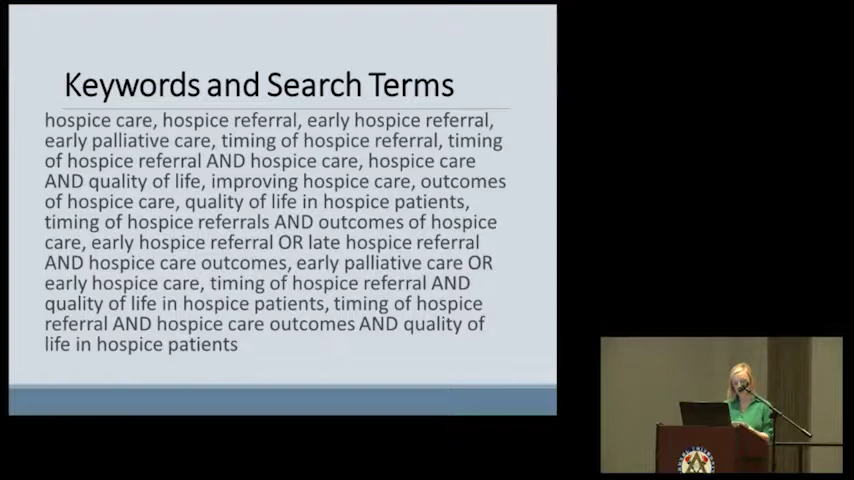 Keywords and Search Terms
hospice care, hospice referral, early hospice referral,
early palliative care, timing of hospice referral, timing
of hospice referral AND hospice care, hospice care
AND quality of life, improving hospice care, outcomes
of hospice care, quality of life in hospice patients,
timing of hospice referrals AND outcomes of hospice
care, early hospice referral OR late hospice referral
AND hospice care outcomes, early palliative care OR
early hospice care, timing of hospice referral AND
quality of life in hospice patients, timing of hospice
referral AND hospice care outcomes AND quality of
life in hospice patients